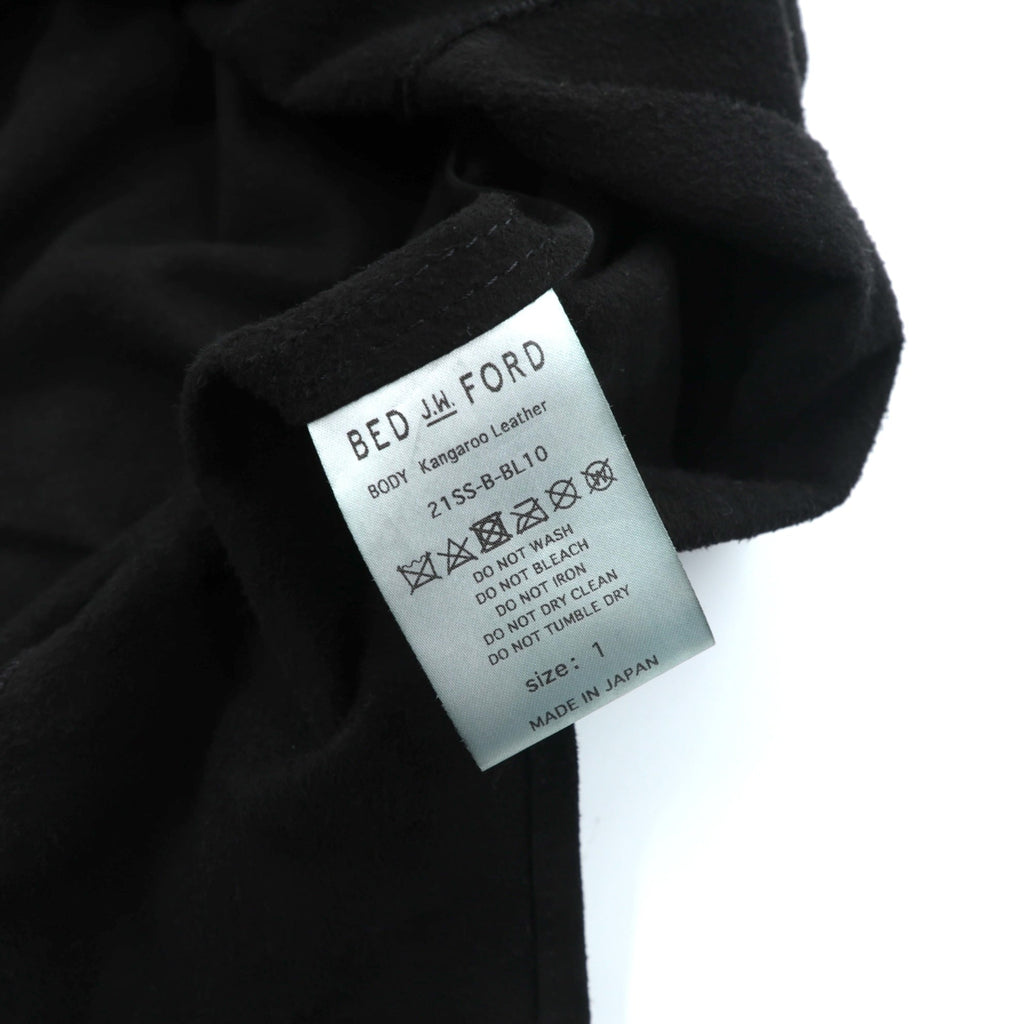 BED J.W. FORD
BODY Kangaroo Leather
21SS-B-BL10
DO NOT WASH
DO NOT BLEACH
DO NOT IRON
DO NOT DRY CLEAN
DO NOT TUMBLE DRY
size: 1
MADE IN JAPAN